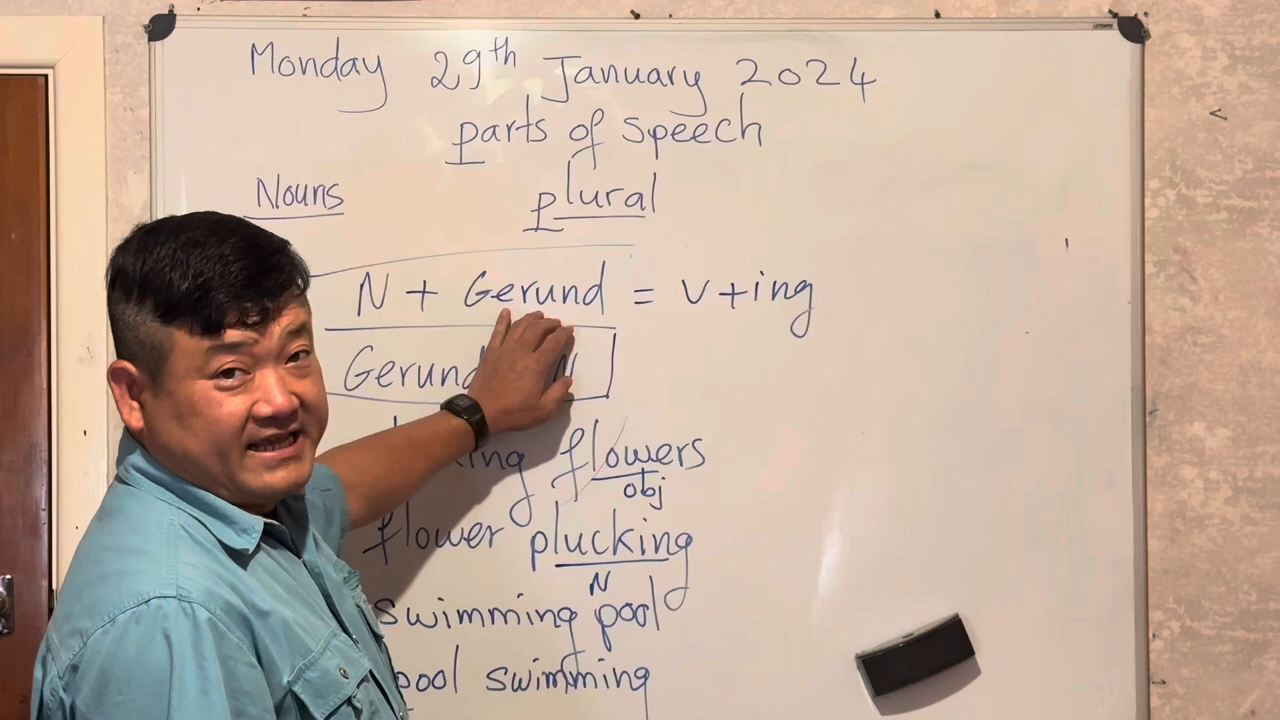 Monday 29th January 2024
parts of speech
Nouns plural
N + Gerund = v+ing
Gerund N
flowers
obj
flower plucking
N
swimming pool
pool swimming